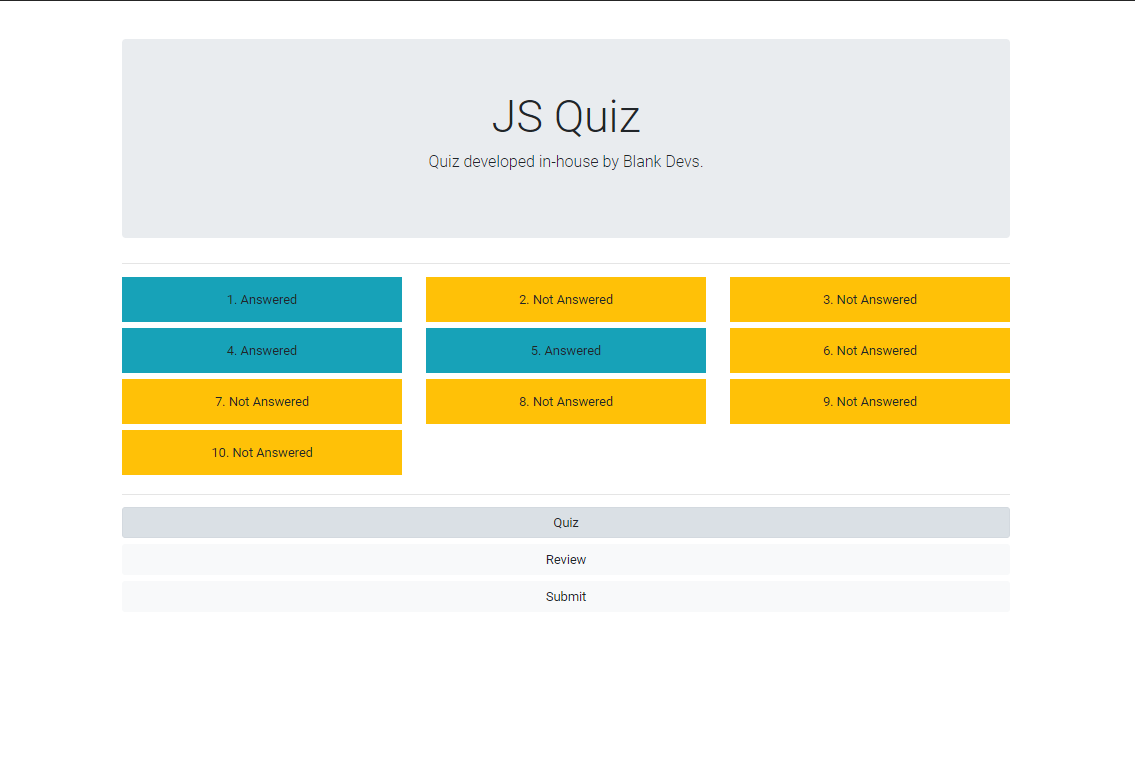 JS Quiz
Quiz developed in-house by Blank Devs.
1. Answered
2. Not Answered
3. Not Answered
4. Answered
5. Answered
6. Not Answered
7. Not Answered
8. Not Answered
9. Not Answered
10. Not Answered
Quiz
Review
Submit